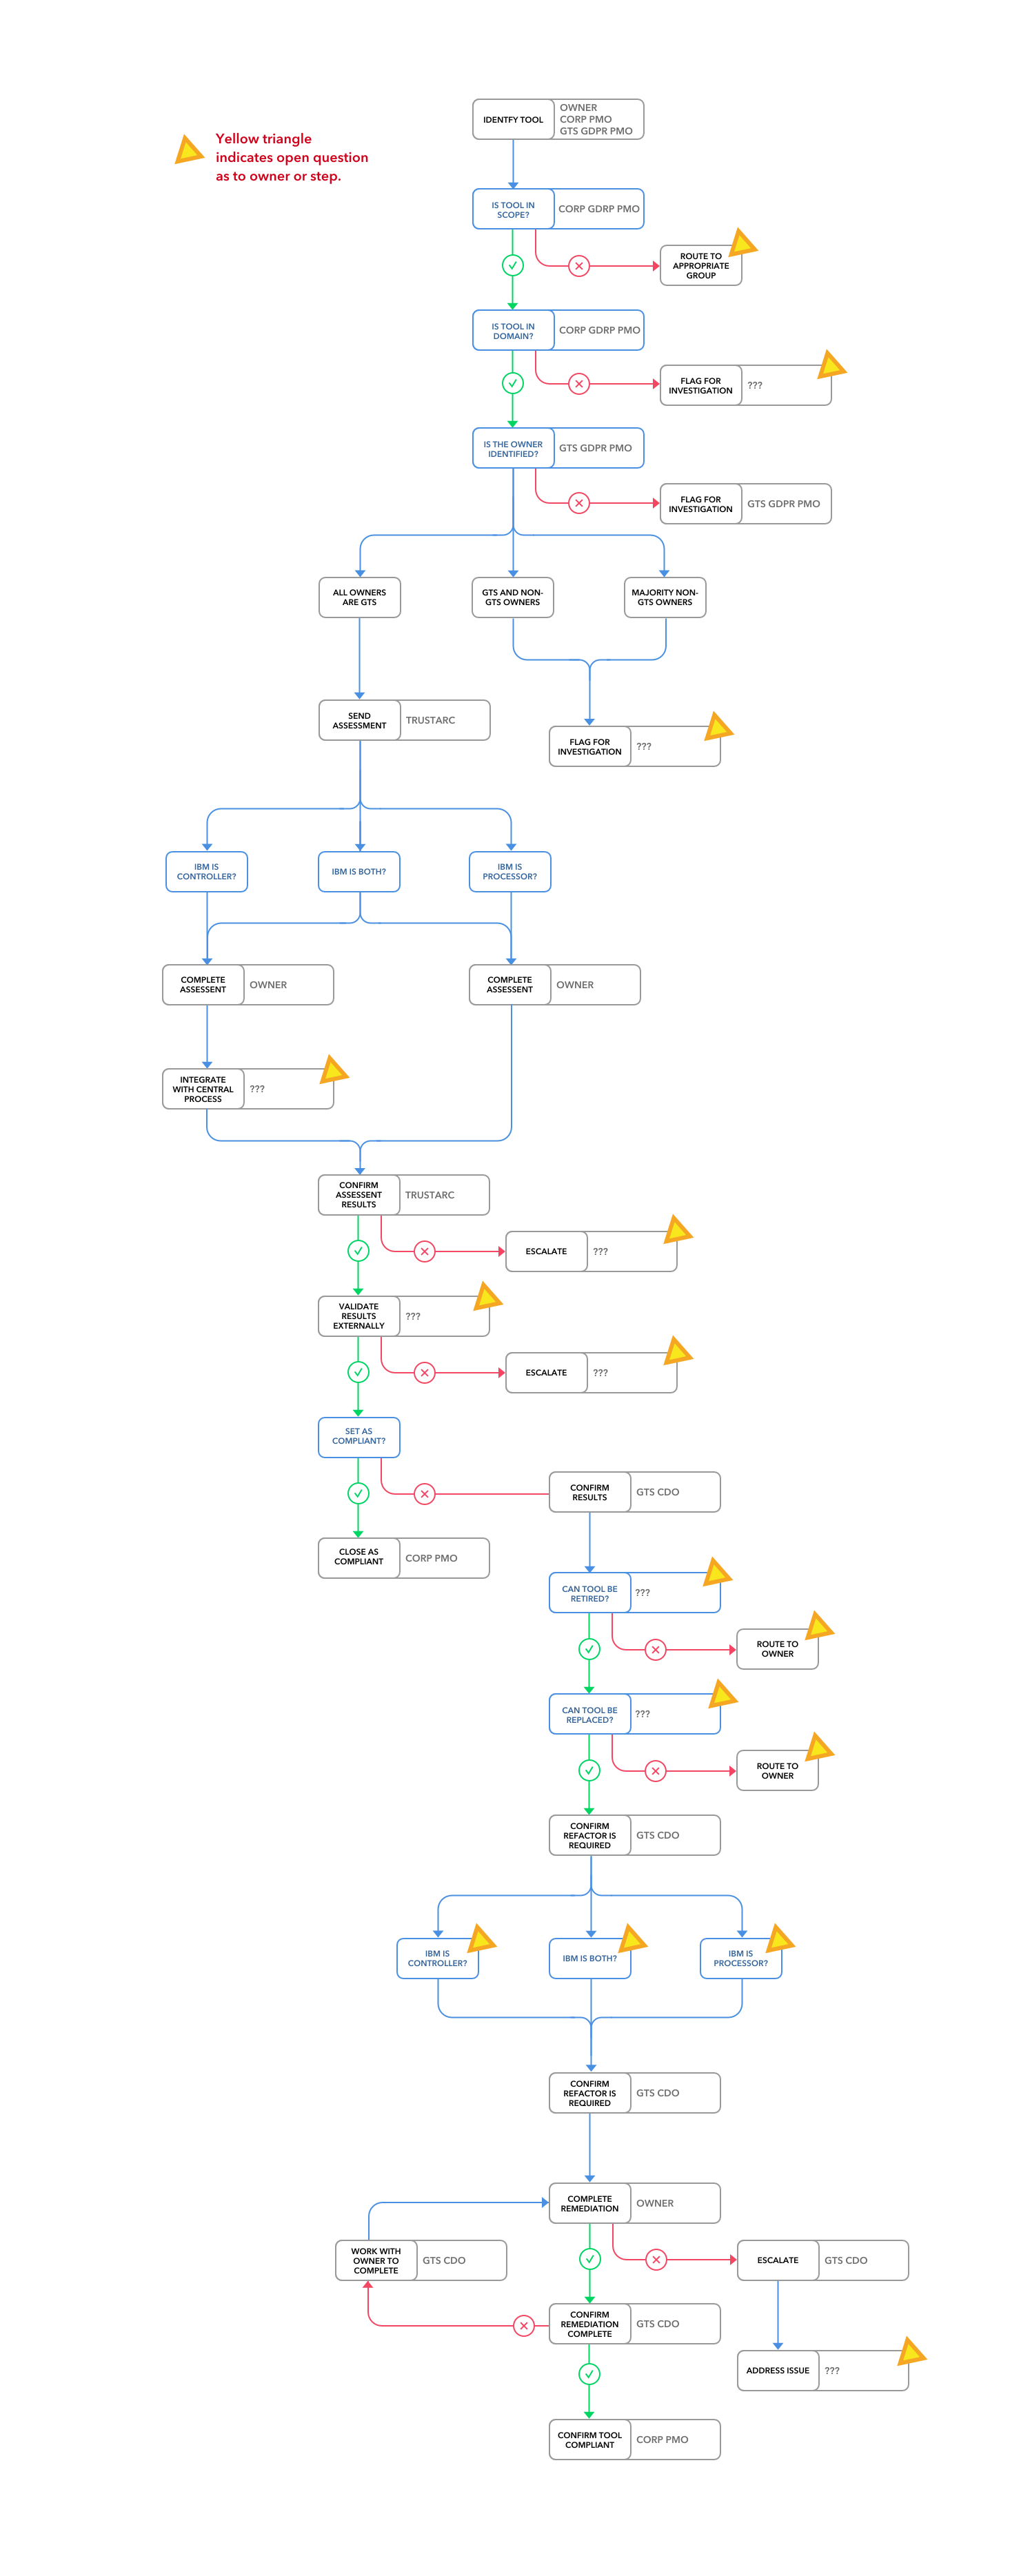 Yellow triangle
indicates open question
as to owner or step.
IDENTFY TOOL
OWNER
CORP PMO
GTS GDPR PMO
IS TOOL IN
SCOPE?
CORP GDRP PMO
ROUTE TO
APPROPRIATE
GROUP
IS TOOL IN
DOMAIN?
CORP GDRP PMO
FLAG FOR
INVESTIGATION
???
IS THE OWNER
IDENTIFIED?
GTS GDPR PMO
FLAG FOR
INVESTIGATION
GTS GDPR PMO
ALL OWNERS
ARE GTS
GTS AND NON-
GTS OWNERS
MAJORITY NON-
GTS OWNERS
SEND
ASSESSMENT
TRUSTARC
FLAG FOR
INVESTIGATION
???
IBM IS
CONTROLLER?
IBM IS BOTH?
IBM IS
PROCESSOR?
COMPLETE
ASSESSENT
OWNER
COMPLETE
ASSESSENT
OWNER
INTEGRATE
WITH CENTRAL
PROCESS
???
CONFIRM
ASSESSENT
RESULTS
TRUSTARC
ESCALATE
???
VALIDATE
RESULTS
EXTERNALLY
???
ESCALATE
???
SET AS
COMPLIANT?
CONFIRM
RESULTS
GTS CDO
CLOSE AS
COMPLIANT
CORP PMO
CAN TOOL BE
RETIRED?
???
ROUTE TO
OWNER
CAN TOOL BE
REPLACED?
???
ROUTE TO
OWNER
CONFIRM
REFACTOR IS
REQUIRED
GTS CDO
IBM IS
CONTROLLER?
IBM IS BOTH?
IBM IS
PROCESSOR?
CONFIRM
REFACTOR IS
REQUIRED
GTS CDO
COMPLETE
REMEDIATION
OWNER
WORK WITH
OWNER TO
COMPLETE
GTS CDO
ESCALATE
GTS CDO
CONFIRM
REMEDIATION
COMPLETE
GTS CDO
ADDRESS ISSUE
???
CONFIRM TOOL
COMPLIANT
CORP PMO